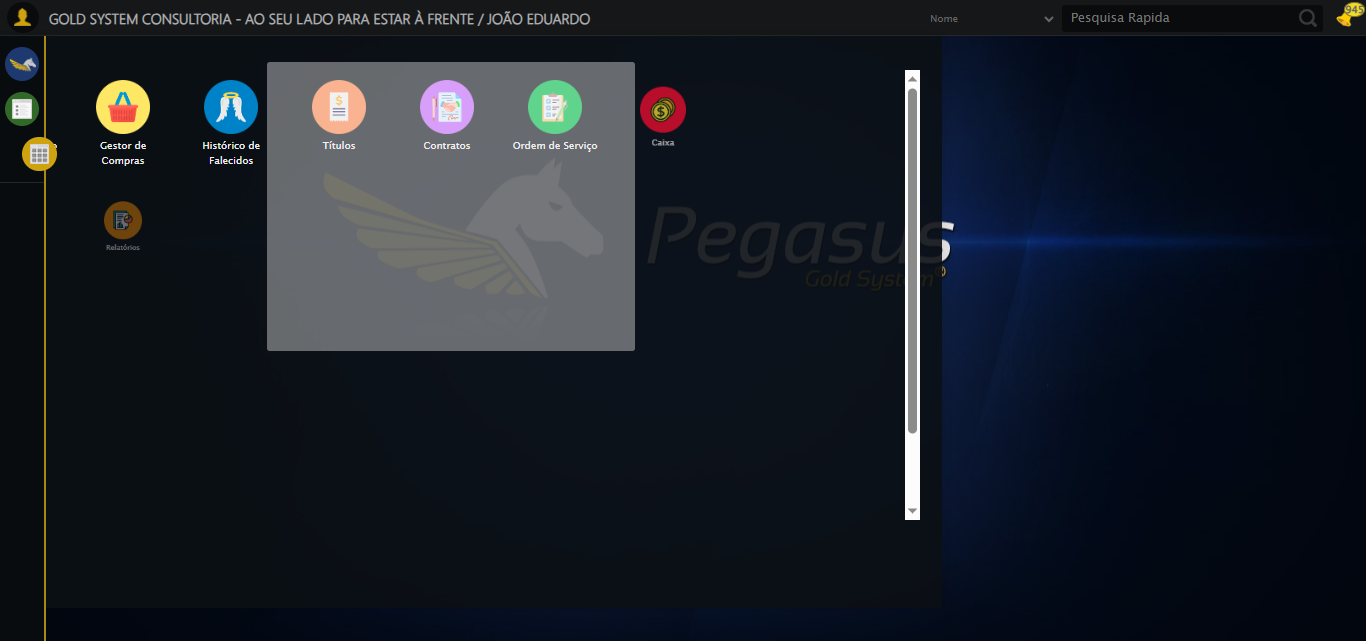 GOLD SYSTEM CONSULTORIA - AO SEU LADO PARA ESTAR À FRENTE / JOÃO EDUARDO
Nome
Pesquisa Rapida
945
Gestor de
Compras
Histórico de
Falecidos
Títulos
Contratos
Ordem de Serviço
Caixa
Relatórios
Pegasus
Gold System®